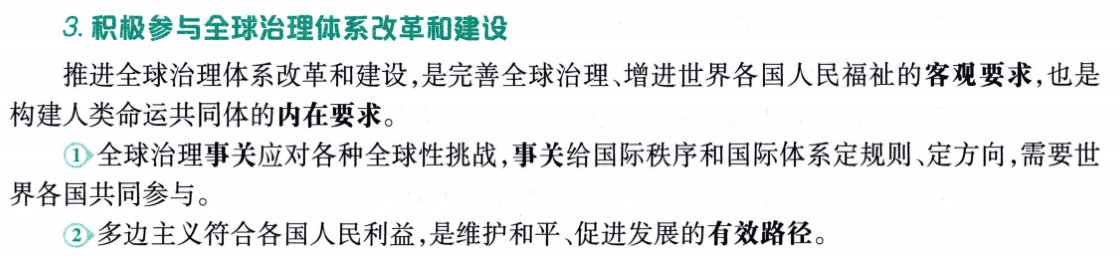 3. 积极参与全球治理体系改革和建设
推进全球治理体系改革和建设,是完善全球治理、增进世界各国人民福祉的客观要求,也是
构建人类命运共同体的内在要求。
①全球治理事关应对各种全球性挑战,事关给国际秩序和国际体系定规则、定方向,需要世
界各国共同参与。
②多边主义符合各国人民利益,是维护和平、促进发展的有效路径。